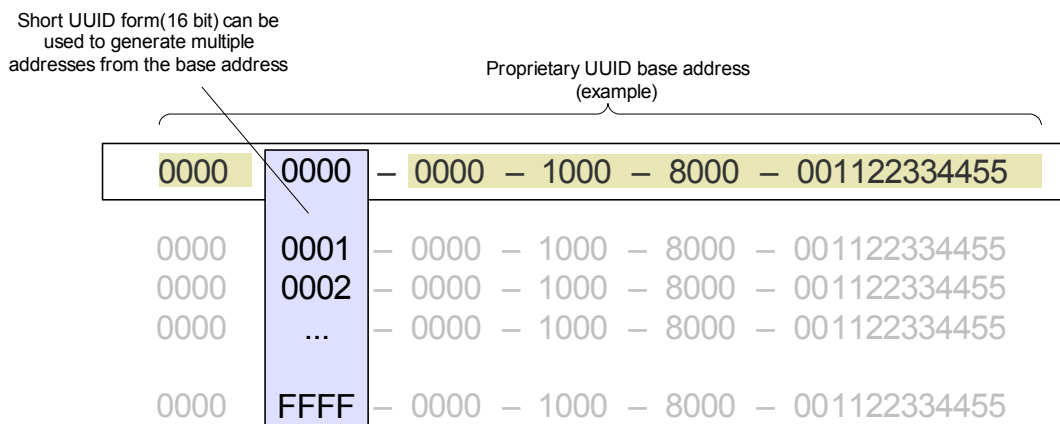 Short UUID form(16 bit) can be
used to generate multiple
addresses from the base address
Proprietary UUID base address
(example)
0000 0000 – 0000 – 1000 – 8000 – 001122334455
0000 0001 – 0000 – 1000 – 8000 – 001122334455
0000 0002 – 0000 – 1000 – 8000 – 001122334455
0000 ... – 0000 – 1000 – 8000 – 001122334455
0000 FFFF – 0000 – 1000 – 8000 – 001122334455